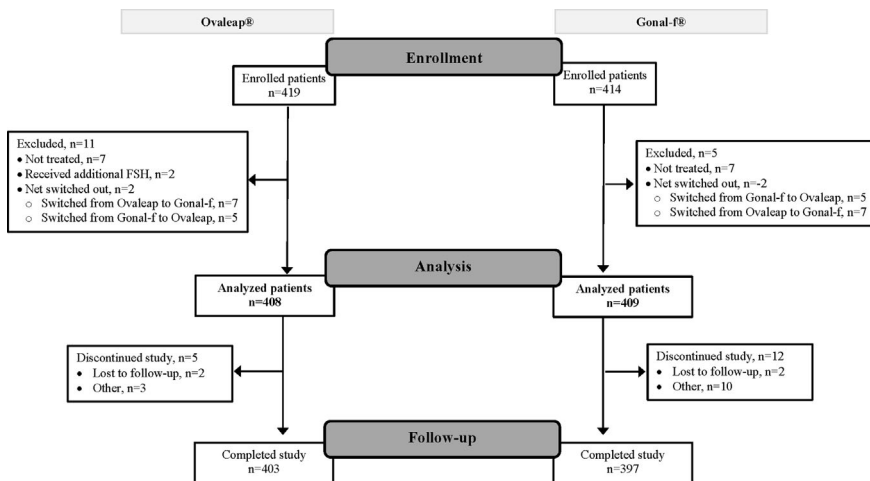 Ovaleap®
Gonal-f®
Enrollment
Enrolled patients
n=419
Enrolled patients
n=414
Excluded, n=11
• Not treated, n=7
• Received additional FSH, n=2
• Net switched out, n=2
○ Switched from Ovaleap to Gonal-f, n=7
○ Switched from Gonal-f to Ovaleap, n=5
Excluded, n=5
• Not treated, n=7
• Net switched out, n=-2
○ Switched from Gonal-f to Ovaleap, n=5
○ Switched from Ovaleap to Gonal-f, n=7
Analysis
Analyzed patients
n=408
Analyzed patients
n=409
Discontinued study, n=5
• Lost to follow-up, n=2
• Other, n=3
Discontinued study, n=12
• Lost to follow-up, n=2
• Other, n=10
Follow-up
Completed study
n=403
Completed study
n=397